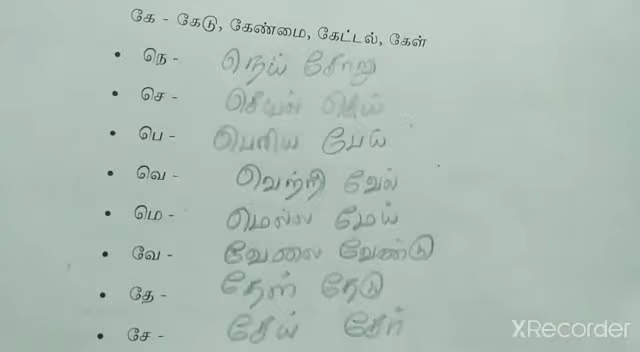 கே - கேடு, கேண்மை, கேட்டல், கேள்
• நெ - நெய் சோறு
• செ - செயல் செய்
• பெ - பெரிய பேய்
• வெ - வெற்றி வேல்
• மெ - மெல்ல மேய்
• வே - வேலை வேண்டு
• தே - தேள் தேடு
• சே - சேய் சேர்
XRecorder